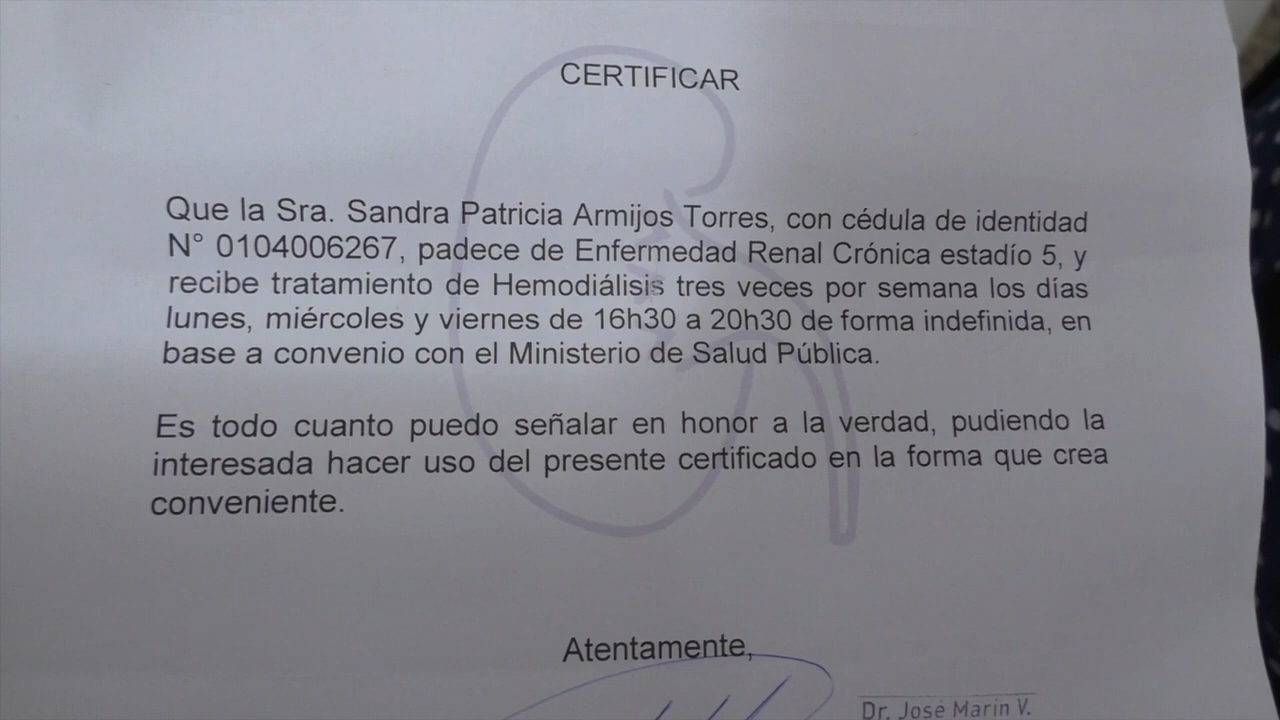 CERTIFICAR
Que la Sra. Sandra Patricia Armijos Torres, con cédula de identidad
N° 0104006267, padece de Enfermedad Renal Crónica estadío 5, y
recibe tratamiento de Hemodiálisis tres veces por semana los días
lunes, miércoles y viernes de 16h30 a 20h30 de forma indefinida, en
base a convenio con el Ministerio de Salud Pública.
Es todo cuanto puedo señalar en honor a la verdad, pudiendo la
interesada hacer uso del presente certificado en la forma que crea
conveniente.
Atentamente,
Dr. José Marín V.